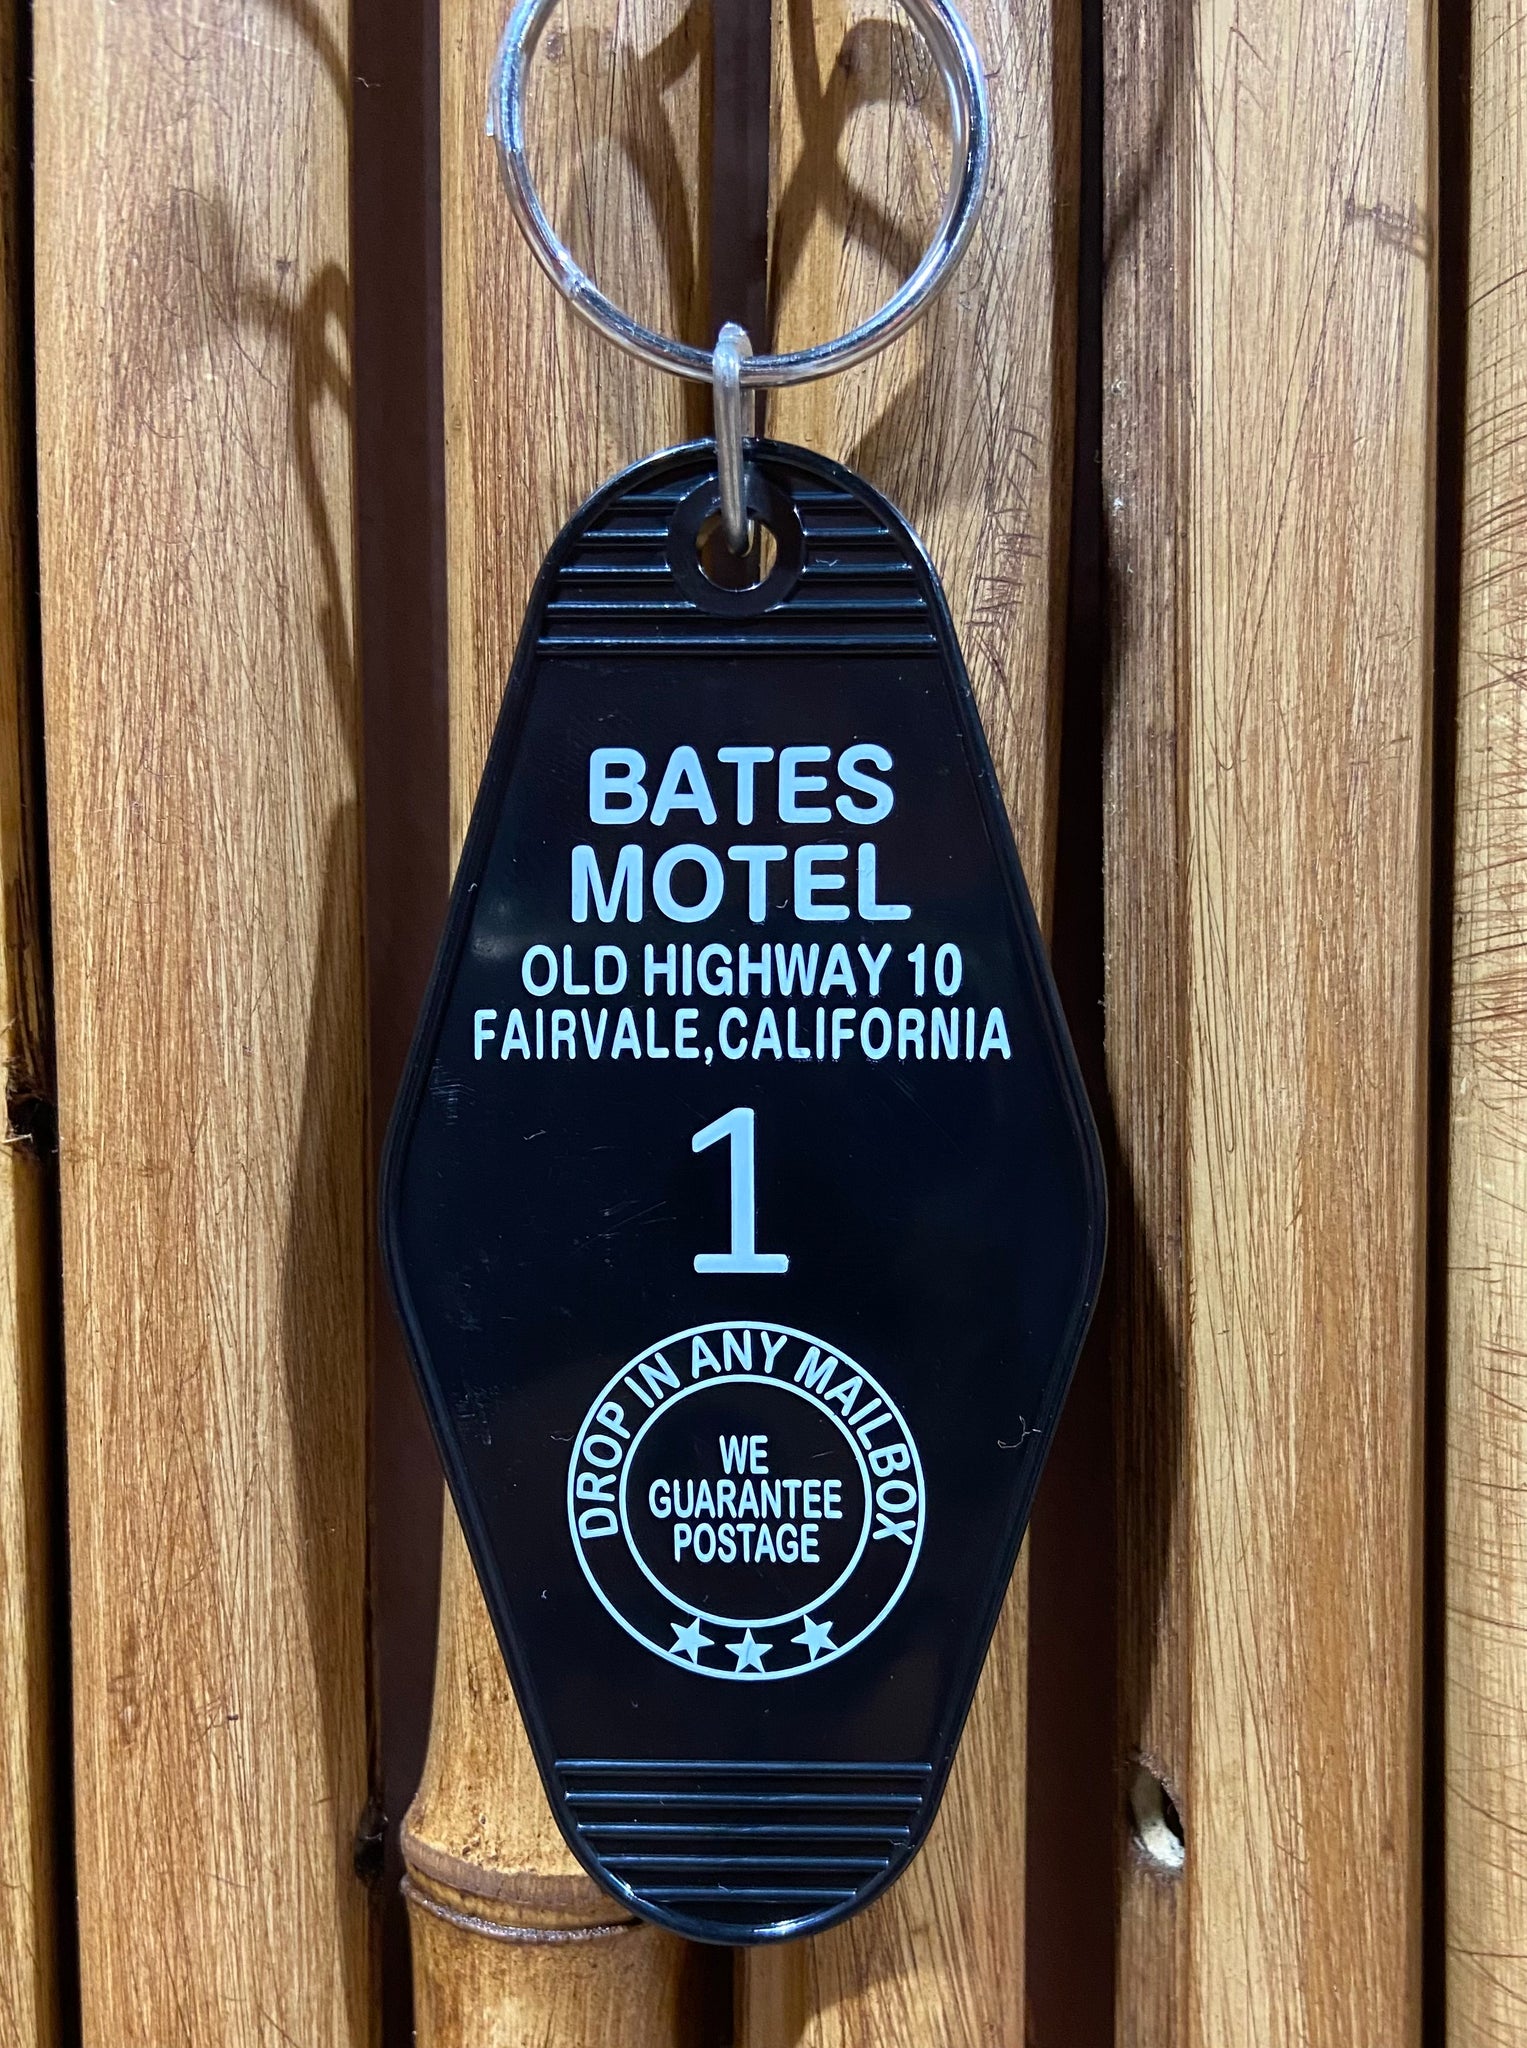 BATES
MOTEL
OLD HIGHWAY 10
FAIRVALE,CALIFORNIA
1
DROP IN ANY MAILBOX
WE
GUARANTEE
POSTAGE